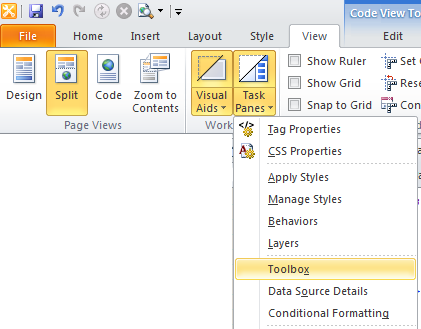 Code View To
File Home Insert Layout Style View Edit
Design Split Code Zoom to Contents
Visual Aids Task Panes
Show Ruler
Show Grid
Snap to Grid
Set
Rese
Con
Page Views Work
Tag Properties
CSS Properties
Apply Styles
Manage Styles
Behaviors
Layers
Toolbox
Data Source Details
Conditional Formatting